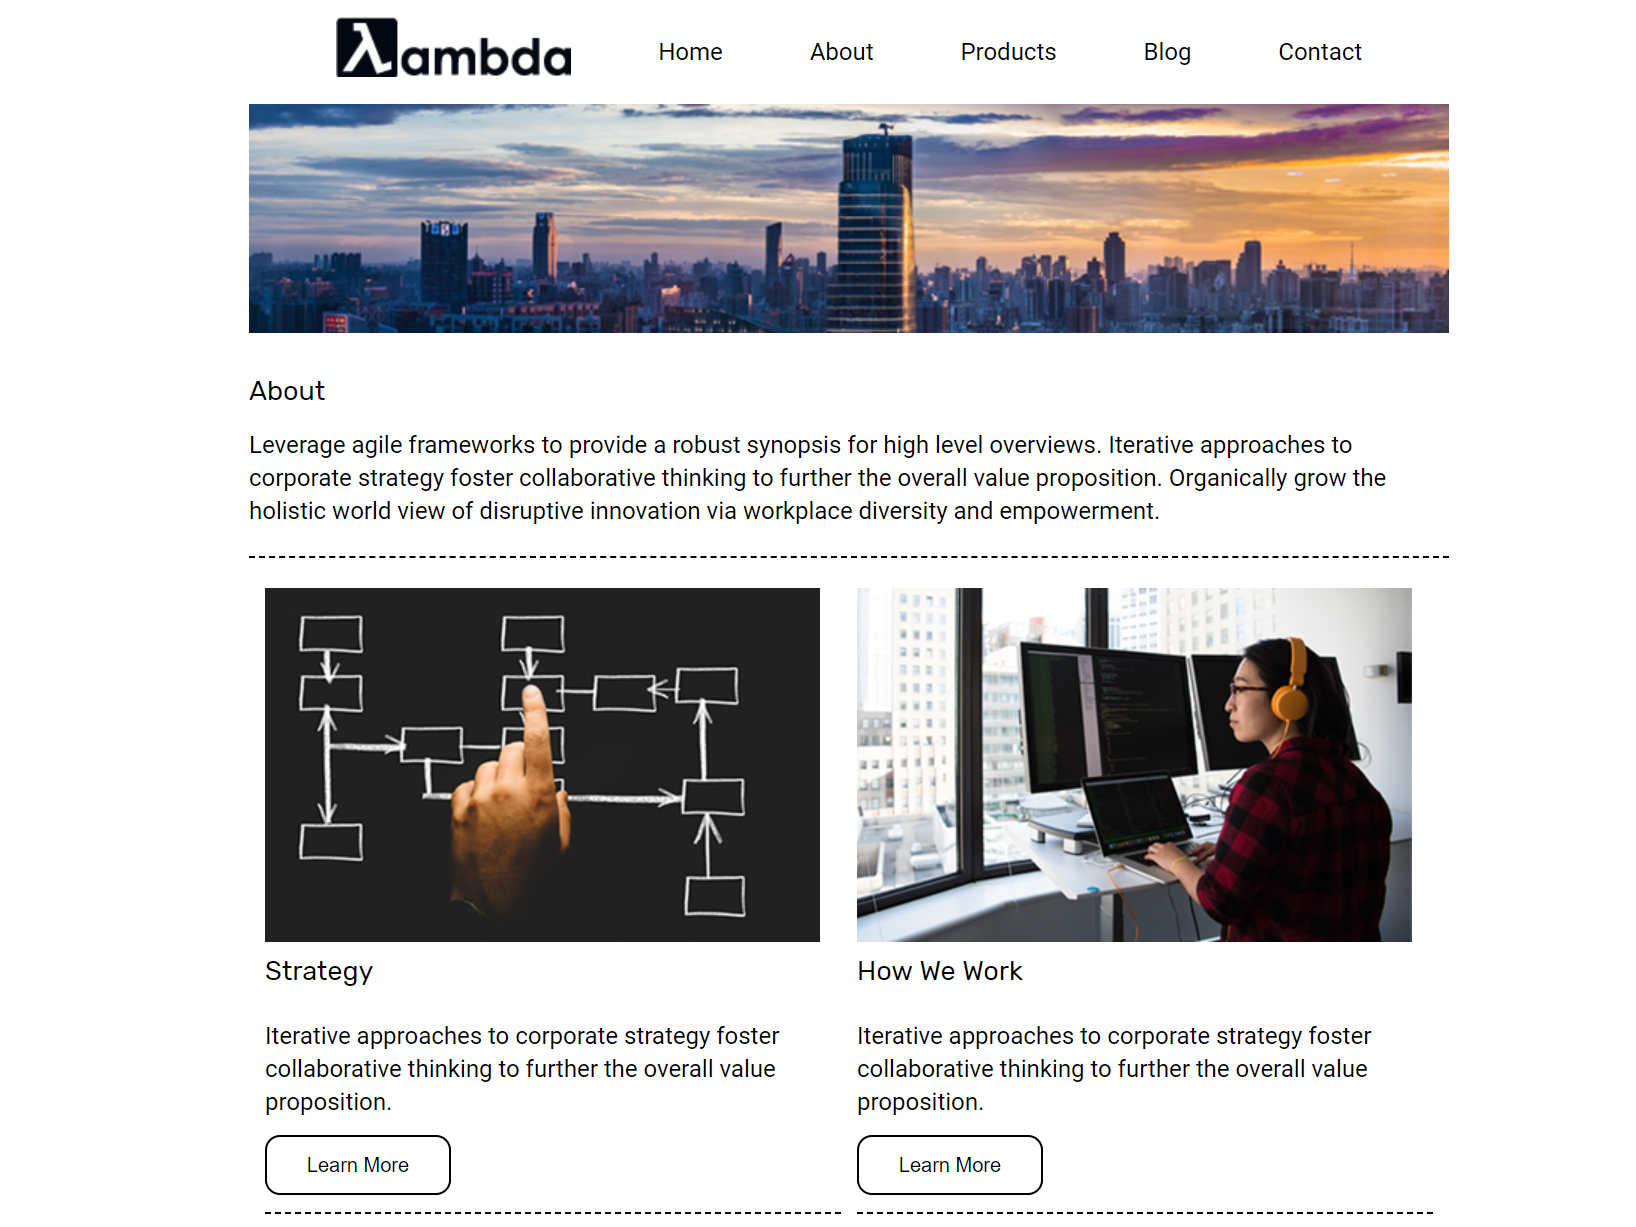 λambda
Home About Products Blog Contact
About
Leverage agile frameworks to provide a robust synopsis for high level overviews. Iterative approaches to
corporate strategy foster collaborative thinking to further the overall value proposition. Organically grow the
holistic world view of disruptive innovation via workplace diversity and empowerment.
Strategy
Iterative approaches to corporate strategy foster
collaborative thinking to further the overall value
proposition.
Learn More
How We Work
Iterative approaches to corporate strategy foster
collaborative thinking to further the overall value
proposition.
Learn More